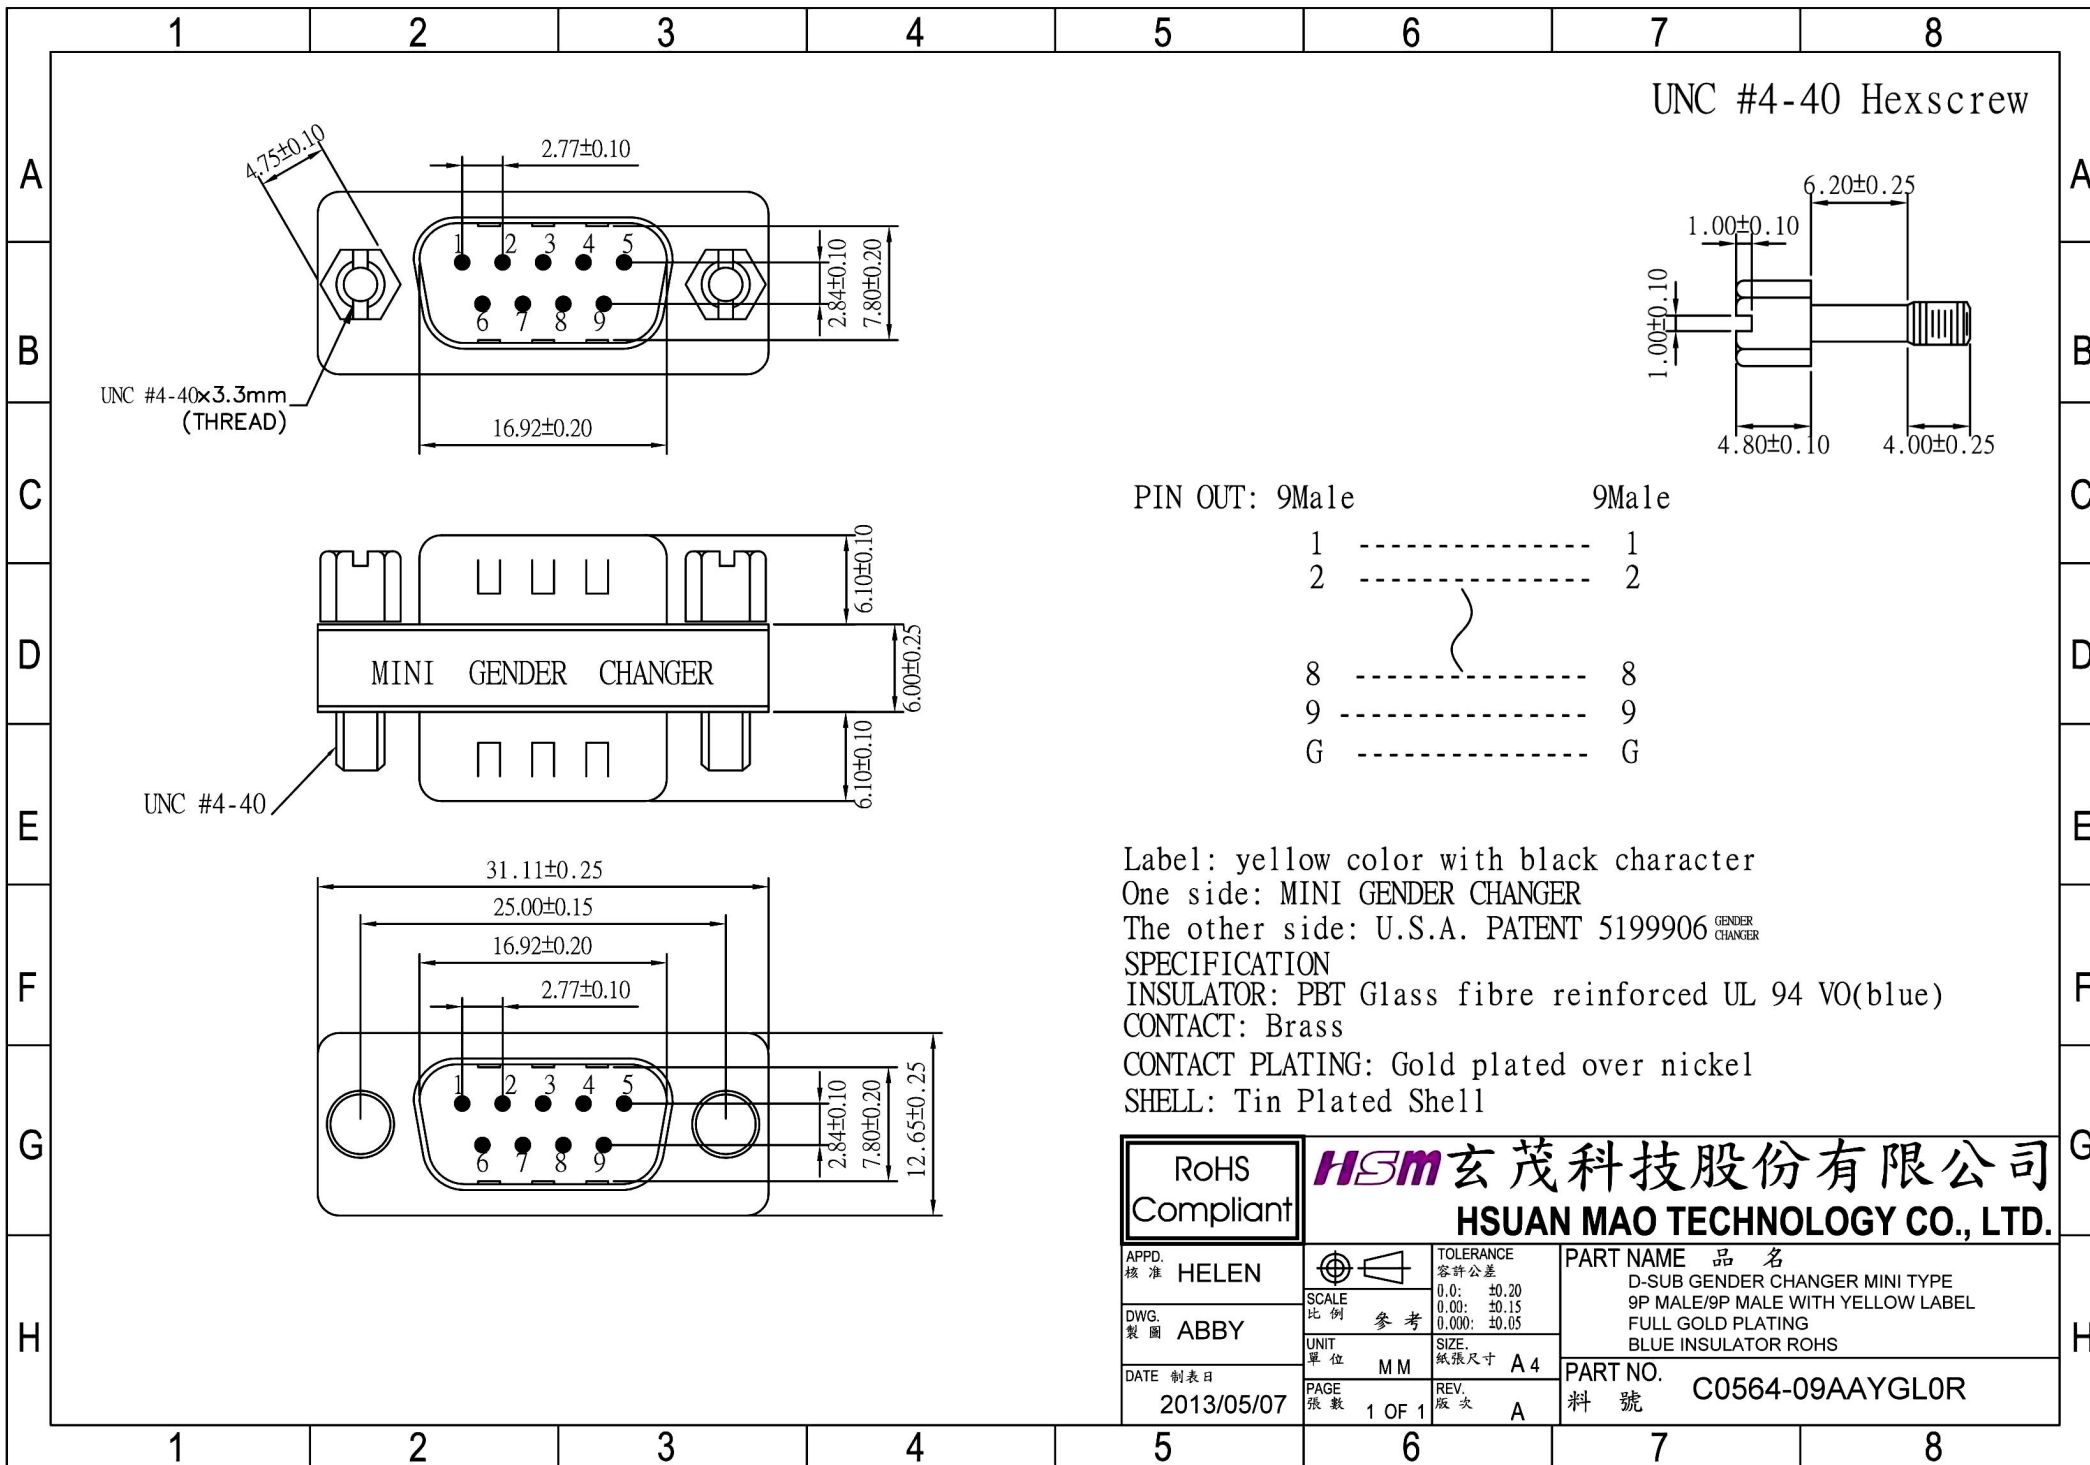 1 2 3 4 5 6 7 8
A
B
C
D
E
F
G
H
A
B
C
D
E
F
G
H
4.75±0.10
2.77±0.10
1 2 3 4 5
6 7 8 9
2.84±0.10
7.80±0.20
UNC #4-40x3.3mm
(THREAD)
16.92±0.20
UNC #4-40 Hexscrew
6.20±0.25
1.00±0.10
1.00±0.10
4.80±0.10
4.00±0.25
6.10±0.10
6.00±0.25
6.10±0.10
MINI GENDER CHANGER
UNC #4-40
PIN OUT: 9Male 9Male
1 --------------- 1
2 --------------- 2
8 --------------- 8
9 --------------- 9
G --------------- G
31.11±0.25
25.00±0.15
16.92±0.20
2.77±0.10
1 2 3 4 5
6 7 8 9
2.84±0.10
7.80±0.20
12.65±0.25
Label: yellow color with black character
One side: MINI GENDER CHANGER
The other side: U.S.A. PATENT 5199906 GENDER CHANGER
SPECIFICATION
INSULATOR: PBT Glass fibre reinforced UL 94 VO(blue)
CONTACT: Brass
CONTACT PLATING: Gold plated over nickel
SHELL: Tin Plated Shell
RoHS
Compliant
HSM 玄茂科技股份有限公司
HSUAN MAO TECHNOLOGY CO., LTD.
APPD.
核 准 HELEN
DWG.
製 圖 ABBY
DATE 制表日
2013/05/07
SCALE
比 例 參 考
UNIT
單 位 MM
PAGE
張 數 1 OF 1
TOLERANCE
容許公差
0.0: ±0.20
0.00: ±0.15
0.000: ±0.05
SIZE.
紙張尺寸 A4
REV.
版 次 A
PART NAME 品 名
D-SUB GENDER CHANGER MINI TYPE
9P MALE/9P MALE WITH YELLOW LABEL
FULL GOLD PLATING
BLUE INSULATOR ROHS
PART NO.
料 號 C0564-09AAYGL0R
1 2 3 4 5 6 7 8